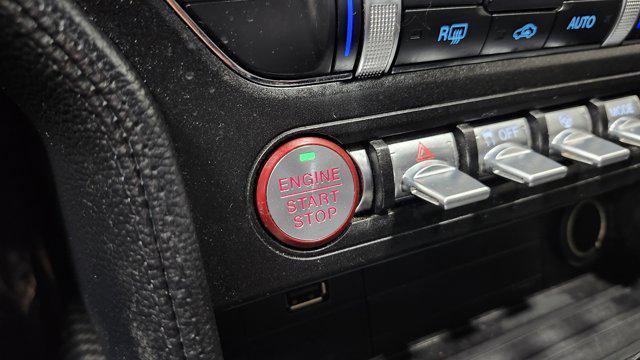 R
AUTO
ENGINE
START
STOP
OFF
MODE